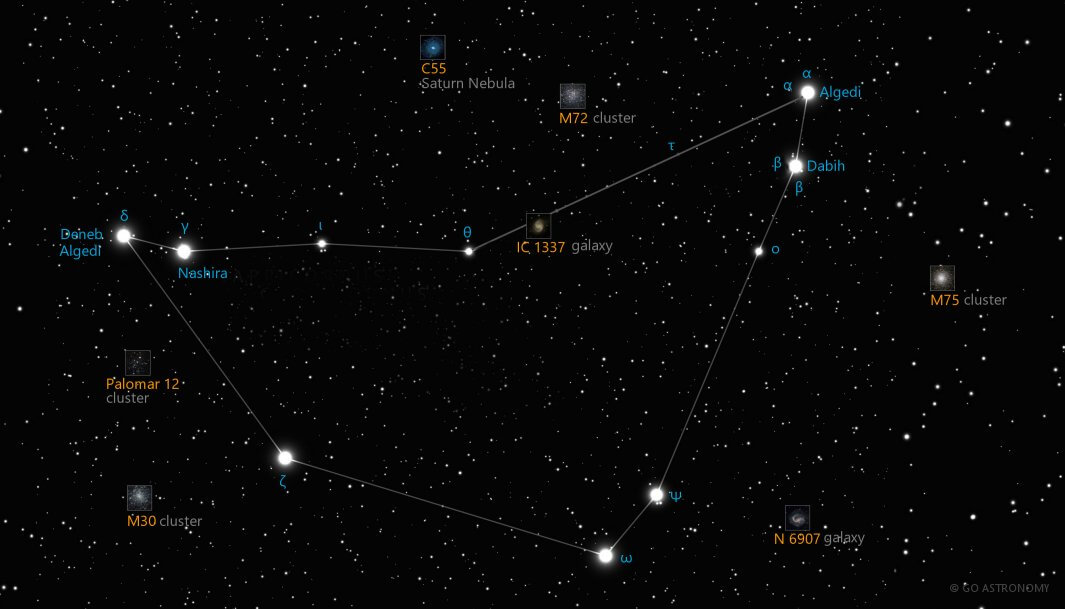 C55
Saturn Nebula
α
α Algedi
M72 cluster
τ
β Dabih
β
δ
γ
ι
θ
Deneb
Algedi
Nashira
IC 1337 galaxy
ο
M75 cluster
Palomar 12
cluster
ζ
M30 cluster
Ψ
N 6907 galaxy
ω
© GO ASTRONOMY